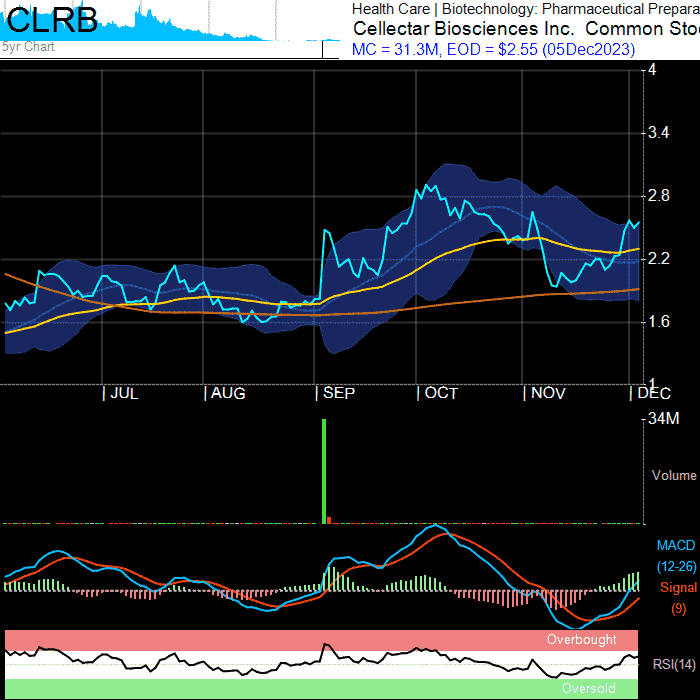 CLRB
5yr Chart
Health Care | Biotechnology: Pharmaceutical Prepara
Cellectar Biosciences Inc. Common Stoc
MC = 31.3M, EOD = $2.55 (05Dec2023)
4
3.4
2.8
2.2
1.6
1
JUL
AUG
SEP
OCT
NOV
DEC
34M
Volume
MACD
(12-26)
Signal
(9)
Overbought
RSI(14)
Oversold